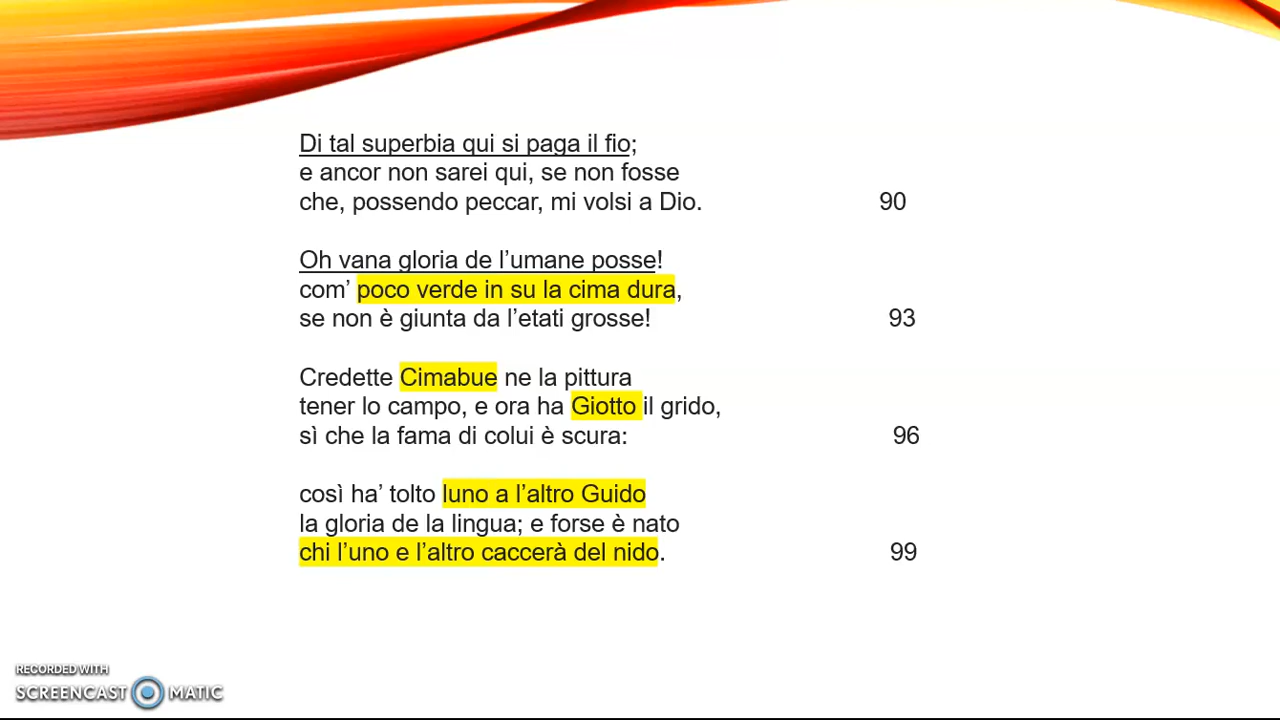 Di tal superbia qui si paga il fio;
e ancor non sarei qui, se non fosse
che, possendo peccar, mi volsi a Dio. 90
Oh vana gloria de l’umane posse!
com’ poco verde in su la cima dura,
se non è giunta da l’etati grosse! 93
Credette Cimabue ne la pittura
tener lo campo, e ora ha Giotto il grido,
sì che la fama di colui è scura: 96
così ha’ tolto luno a l’altro Guido
la gloria de la lingua; e forse è nato
chi l’uno e l’altro caccerà del nido. 99
RECORDED WITH
SCREENCAST MATIC